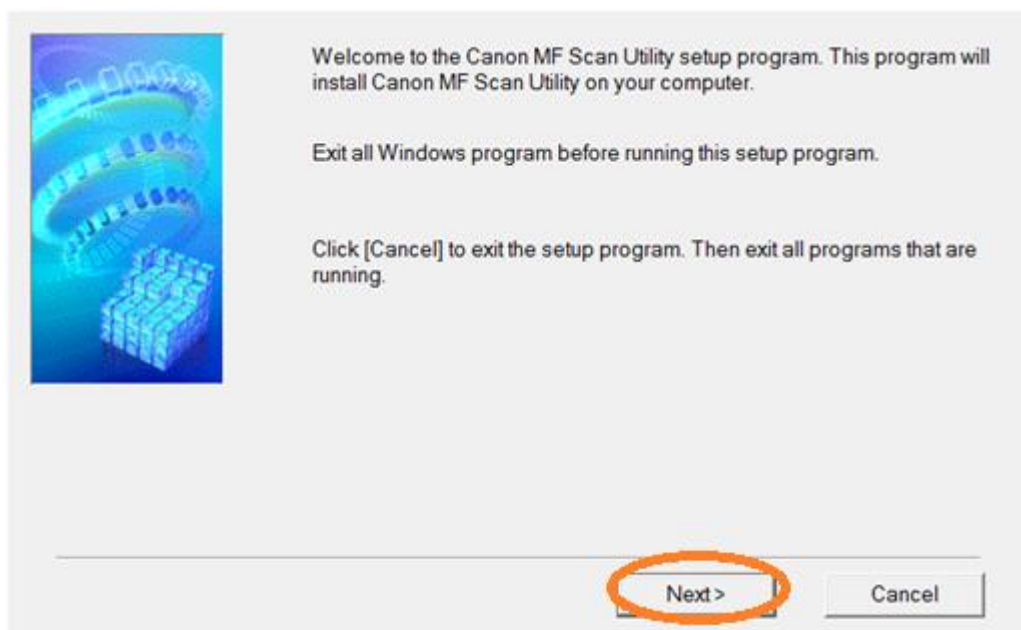 Welcome to the Canon MF Scan Utility setup program. This program will
install Canon MF Scan Utility on your computer.
Exit all Windows program before running this setup program.
Click [Cancel] to exit the setup program. Then exit all programs that are
running.
Next >
Cancel